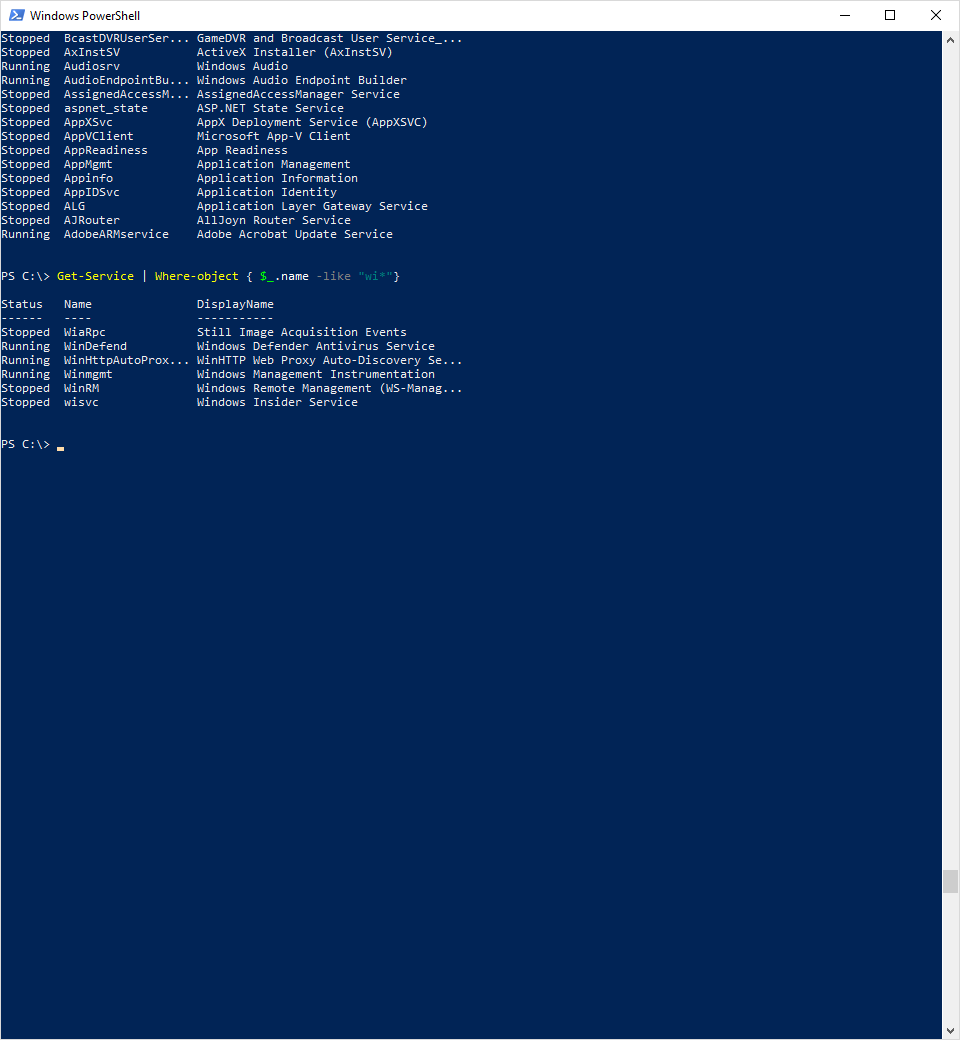 Windows PowerShell
Stopped  BcastDVRUserSer... GameDVR and Broadcast User Service_...
Stopped  AxInstSV           ActiveX Installer (AxInstSV)
Running  Audiosrv           Windows Audio
Running  AudioEndpointBu... Windows Audio Endpoint Builder
Stopped  AssignedAccessM... AssignedAccessManager Service
Stopped  aspnet_state       ASP.NET State Service
Stopped  AppXSvc            AppX Deployment Service (AppXSVC)
Stopped  AppVClient         Microsoft App-V Client
Stopped  AppReadiness       App Readiness
Stopped  AppMgmt            Application Management
Stopped  Appinfo            Application Information
Stopped  AppIDSvc           Application Identity
Stopped  ALG                Application Layer Gateway Service
Stopped  AJRouter           AllJoyn Router Service
Running  AdobeARMservice    Adobe Acrobat Update Service
PS C:\> Get-Service | Where-object { $_.name -like "wi*"}
Status   Name               DisplayName
------   ----               -----------
Stopped  WiaRpc             Still Image Acquisition Events
Running  WinDefend          Windows Defender Antivirus Service
Running  WinHttpAutoProx... WinHTTP Web Proxy Auto-Discovery Se...
Running  Winmgmt            Windows Management Instrumentation
Stopped  WinRM              Windows Remote Management (WS-Manag...
Stopped  wisvc              Windows Insider Service
PS C:\>